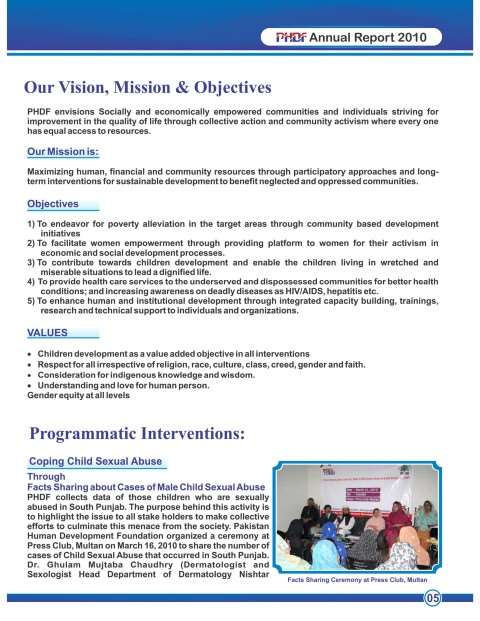 PHDF Annual Report 2010
Our Vision, Mission & Objectives
PHDF envisions Socially and economically empowered communities and individuals striving for
improvement in the quality of life through collective action and community activism where every one
has equal access to resources.
Our Mission is:
Maximizing human, financial and community resources through participatory approaches and long-
term interventions for sustainable development to benefit neglected and oppressed communities.
Objectives
1) To endeavor for poverty alleviation in the target areas through community based development
initiatives
2) To facilitate women empowerment through providing platform to women for their activism in
economic and social development processes.
3) To contribute towards children development and enable the children living in wretched and
miserable situations to lead a dignified life.
4) To provide health care services to the underserved and dispossessed communities for better health
conditions; and increasing awareness on deadly diseases as HIV/AIDS, hepatitis etc.
5) To enhance human and institutional development through integrated capacity building, trainings,
research and technical support to individuals and organizations.
VALUES
• Children development as a value added objective in all interventions
• Respect for all irrespective of religion, race, culture, class, creed, gender and faith.
• Consideration for indigenous knowledge and wisdom.
• Understanding and love for human person.
Gender equity at all levels
Programmatic Interventions:
Coping Child Sexual Abuse
Through
Facts Sharing about Cases of Male Child Sexual Abuse
PHDF collects data of those children who are sexually
abused in South Punjab. The purpose behind this activity is
to highlight the issue to all stake holders to make collective
efforts to culminate this menace from the society. Pakistan
Human Development Foundation organized a ceremony at
Press Club, Multan on March 16, 2010 to share the number of
cases of Child Sexual Abuse that occurred in South Punjab.
Dr. Ghulam Mujtaba Chaudhry (Dermatologist and
Sexologist Head Department of Dermatology Nishtar
Facts Sharing Ceremony at Press Club, Multan
05